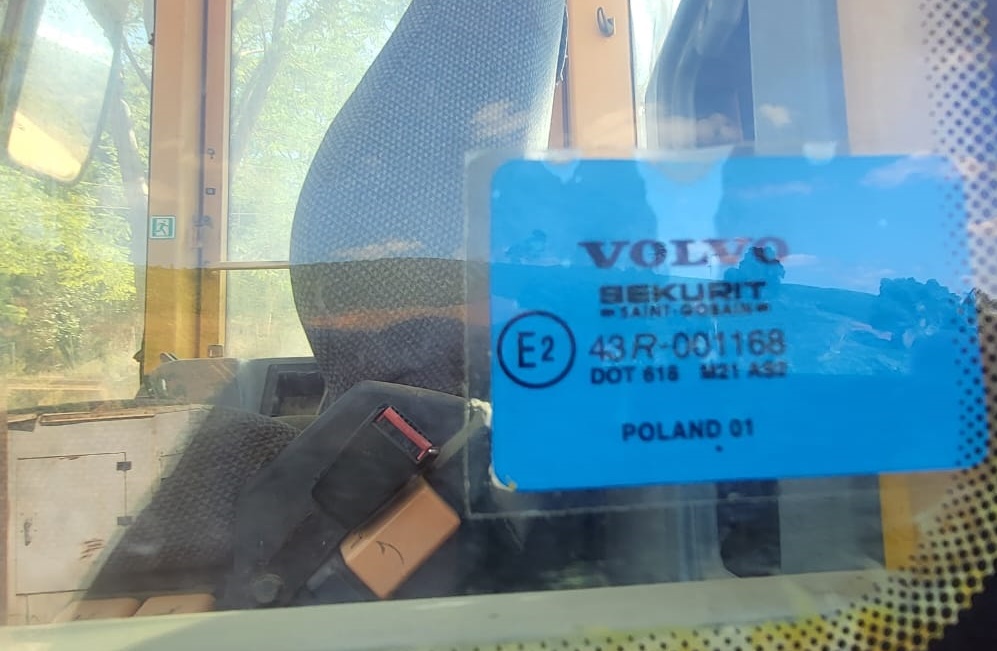 VOLVO
SEKURIT
SAINT-GOBAIN
E2 43R-001168
DOT 618 M21 AS2
POLAND 01